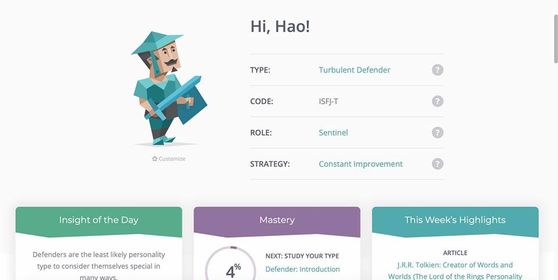 Hi, Hao!
TYPE: Turbulent Defender ?
CODE: ISFJ-T ?
ROLE: Sentinel ?
STRATEGY: Constant Improvement ?
Customize
Insight of the Day
Defenders are the least likely personality
type to consider themselves special in
many ways.
Mastery
4%
NEXT: STUDY YOUR TYPE
Defender: Introduction
This Week's Highlights
ARTICLE
J.R.R. Tolkien: Creator of Words and
Worlds (The Lord of the Rings Personality